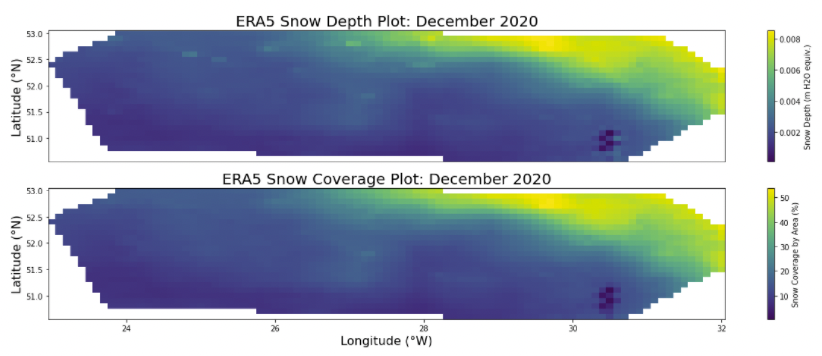 ERA5 Snow Depth Plot: December 2020
53.0
52.5
52.0
51.5
51.0
Latitude (°N)
0.008
0.006
0.004
0.002
Snow Depth (m H2O equiv.)
ERA5 Snow Coverage Plot: December 2020
53.0
52.5
52.0
51.5
51.0
Latitude (°N)
50
40
30
20
10
Snow Coverage by Area (%)
24 26 28 30 32
Longitude (°W)